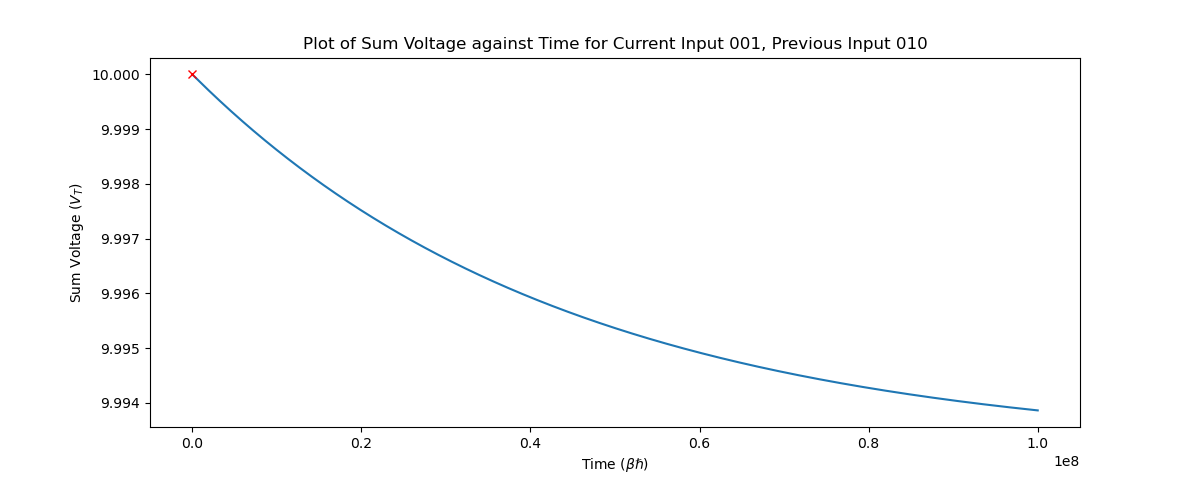 Plot of Sum Voltage against Time for Current Input 001, Previous Input 010
10.000
9.999
9.998
9.997
9.996
9.995
9.994
Sum Voltage (V_T)
0.0 0.2 0.4 0.6 0.8 1.0
1e8
Time (βℏ)